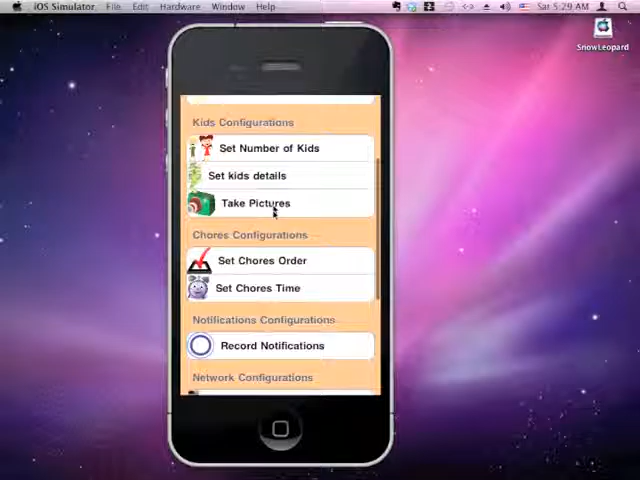 iOS Simulator File Edit Hardware Window Help Sat 5:29 AM
SnowLeopard
Kids Configurations
Set Number of Kids
Set kids details
Take Pictures
Chores Configurations
Set Chores Order
Set Chores Time
Notifications Configurations
Record Notifications
Network Configurations